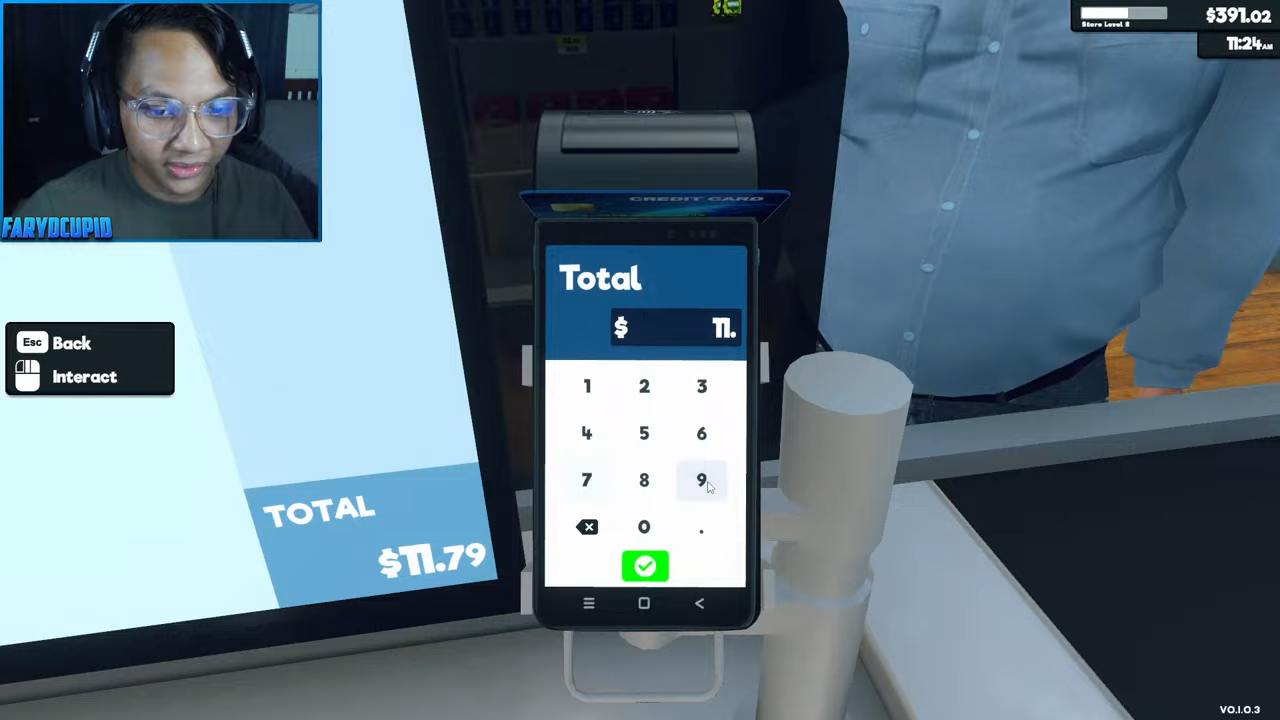 $391.02
Store Level 8
11:24AM
CREDIT CARD
FARYDCUPID
Total
$ 11.
Esc Back
Interact
1 2 3
4 5 6
7 8 9
0 .
TOTAL
$11.79
V0.1.0.3